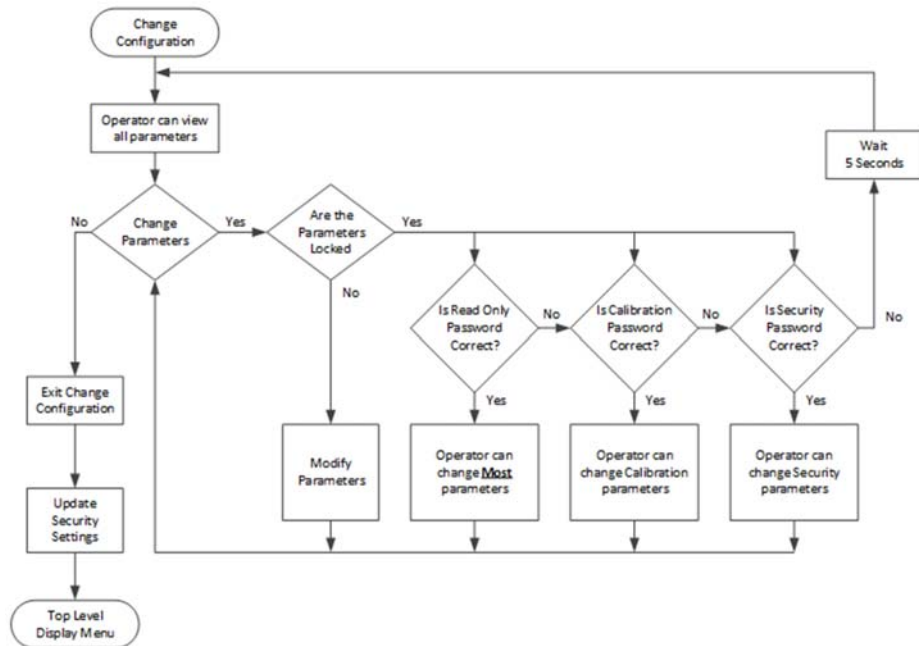 Change
Configuration
Operator can view
all parameters
Wait
5 Seconds
No
Change
Parameters
Yes
Are the
Parameters
Locked
Yes
No
Is Read Only
Password
Correct?
No
Is Calibration
Password
Correct?
No
Is Security
Password
Correct?
No
Exit Change
Configuration
Yes
Yes
Yes
Modify
Parameters
Operator can
change Most
parameters
Operator can
change Calibration
parameters
Operator can
change Security
parameters
Update
Security
Settings
Top Level
Display Menu